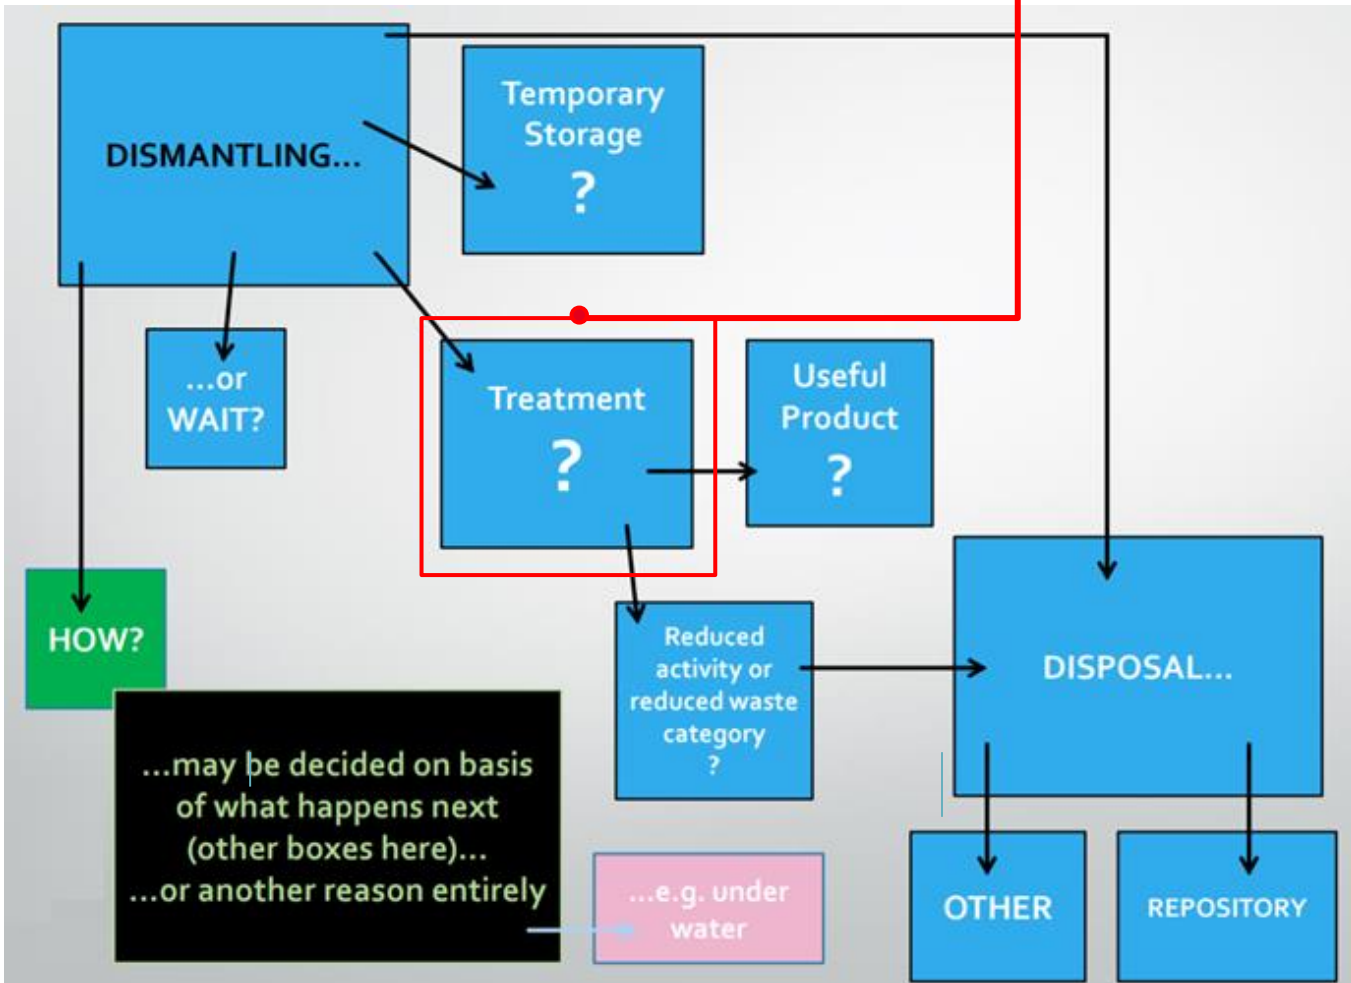 DISMANTLING...
Temporary
Storage
?
...or
WAIT?
Treatment
?
Useful
Product
?
HOW?
Reduced
activity or
reduced waste
category
?
DISPOSAL...
...may be decided on basis
of what happens next
(other boxes here)...
...or another reason entirely
...e.g. under
water
OTHER
REPOSITORY